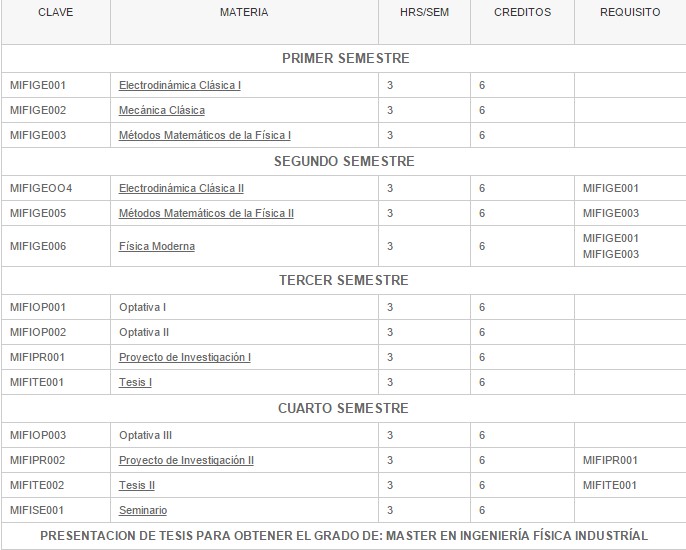 CLAVE MATERIA HRS/SEM CREDITOS REQUISITO
PRIMER SEMESTRE
MIFIGE001 Electrodinámica Clásica I 3 6
MIFIGE002 Mecánica Clásica 3 6
MIFIGE003 Métodos Matemáticos de la Física I 3 6
SEGUNDO SEMESTRE
MIFIGEOO4 Electrodinámica Clásica II 3 6 MIFIGE001
MIFIGE005 Métodos Matemáticos de la Física II 3 6 MIFIGE003
MIFIGE006 Física Moderna 3 6 MIFIGE001
MIFIGE003
TERCER SEMESTRE
MIFIOP001 Optativa I 3 6
MIFIOP002 Optativa II 3 6
MIFIPR001 Proyecto de Investigación I 3 6
MIFITE001 Tesis I 3 6
CUARTO SEMESTRE
MIFIOP003 Optativa III 3 6
MIFIPR002 Proyecto de Investigación II 3 6 MIFIPR001
MIFITE002 Tesis II 3 6 MIFITE001
MIFISE001 Seminario 3 6
PRESENTACION DE TESIS PARA OBTENER EL GRADO DE: MASTER EN INGENIERÍA FÍSICA INDUSTRÍAL